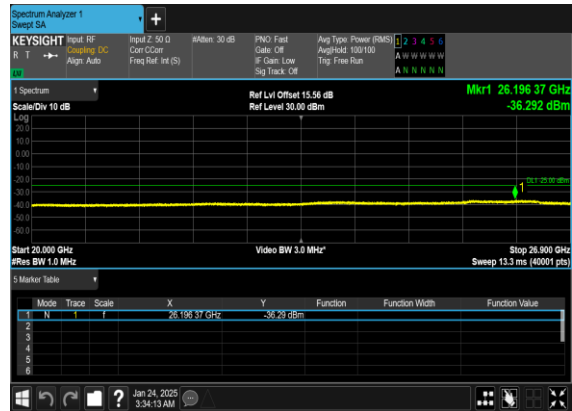 Spectrum Analyzer 1
Swept SA
+
KEYSIGHT Input: RF Input Z: 50 Ω #Atten: 30 dB PNO: Fast Avg Type: Power (RMS) 1 2 3 4 5 6
R T Coupling: DC Corr CCorr Gate: Off Avg|Hold: 100/100 A W W W W W
Align: Auto Freq Ref: Int (S) IF Gain: Low Trig: Free Run
Sig Track: Off A N N N N N
1 Spectrum Ref Lvl Offset 15.56 dB Mkr1 26.196 37 GHz
Scale/Div 10 dB Ref Level 30.00 dBm -36.292 dBm
Log
20.0
10.0
0.00
-10.0
-20.0
DL1 -25.00 dBm
1
-30.0
-40.0
-50.0
-60.0
Start 20.000 GHz Video BW 3.0 MHz* Stop 26.900 GHz
#Res BW 1.0 MHz Sweep 13.3 ms (40001 pts)
5 Marker Table
Mode Trace Scale X Y Function Function Width Function Value
1 N 1 f 26.196 37 GHz -36.29 dBm
2
3
4
5
6
? Jan 24, 2025
3:34:13 AM